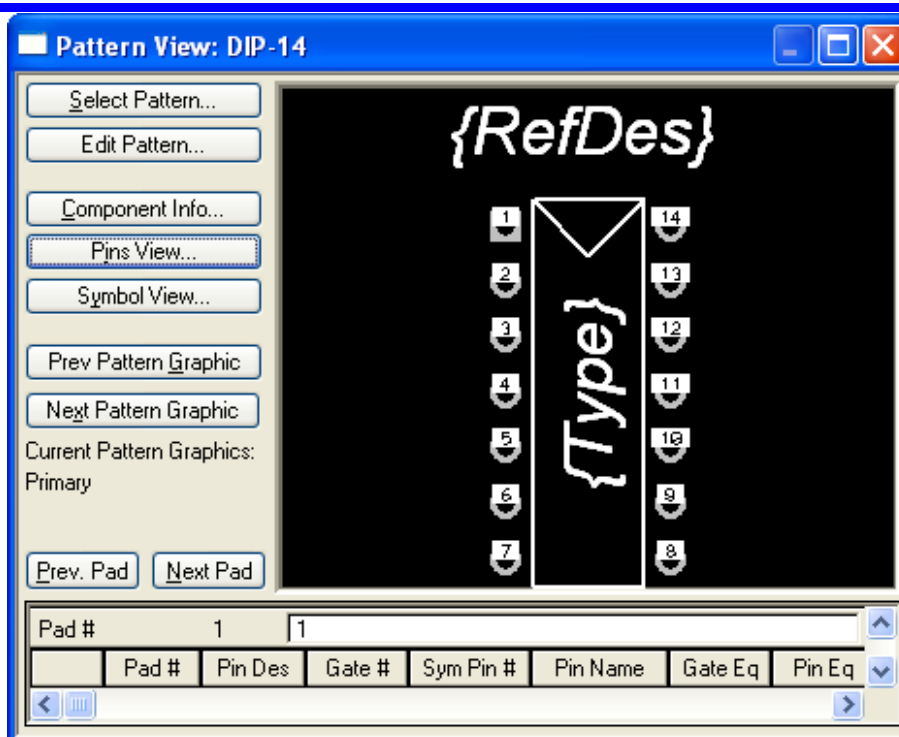 Pattern View: DIP-14
Select Pattern...
Edit Pattern...
Component Info...
Pins View...
Symbol View...
Prev Pattern Graphic
Next Pattern Graphic
Current Pattern Graphics:
Primary
Prev. Pad Next Pad
{RefDes}
1 14
2 13
3 12
4 11
5 10
6 9
7 8
{Type}
Pad # 1 1
Pad # Pin Des Gate # Sym Pin # Pin Name Gate Eq Pin Eq